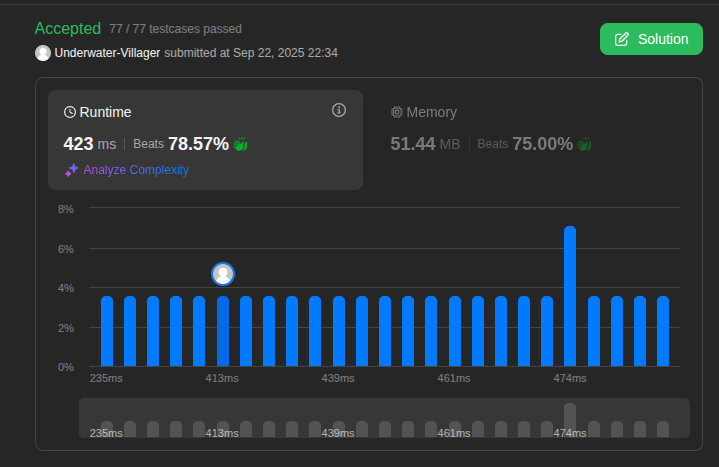 Accepted 77 / 77 testcases passed
Underwater-Villager submitted at Sep 22, 2025 22:34
Solution
Runtime
423 ms Beats 78.57%
Analyze Complexity
Memory
51.44 MB Beats 75.00%
8%
6%
4%
2%
0%
235ms 413ms 439ms 461ms 474ms
235ms 413ms 439ms 461ms 474ms